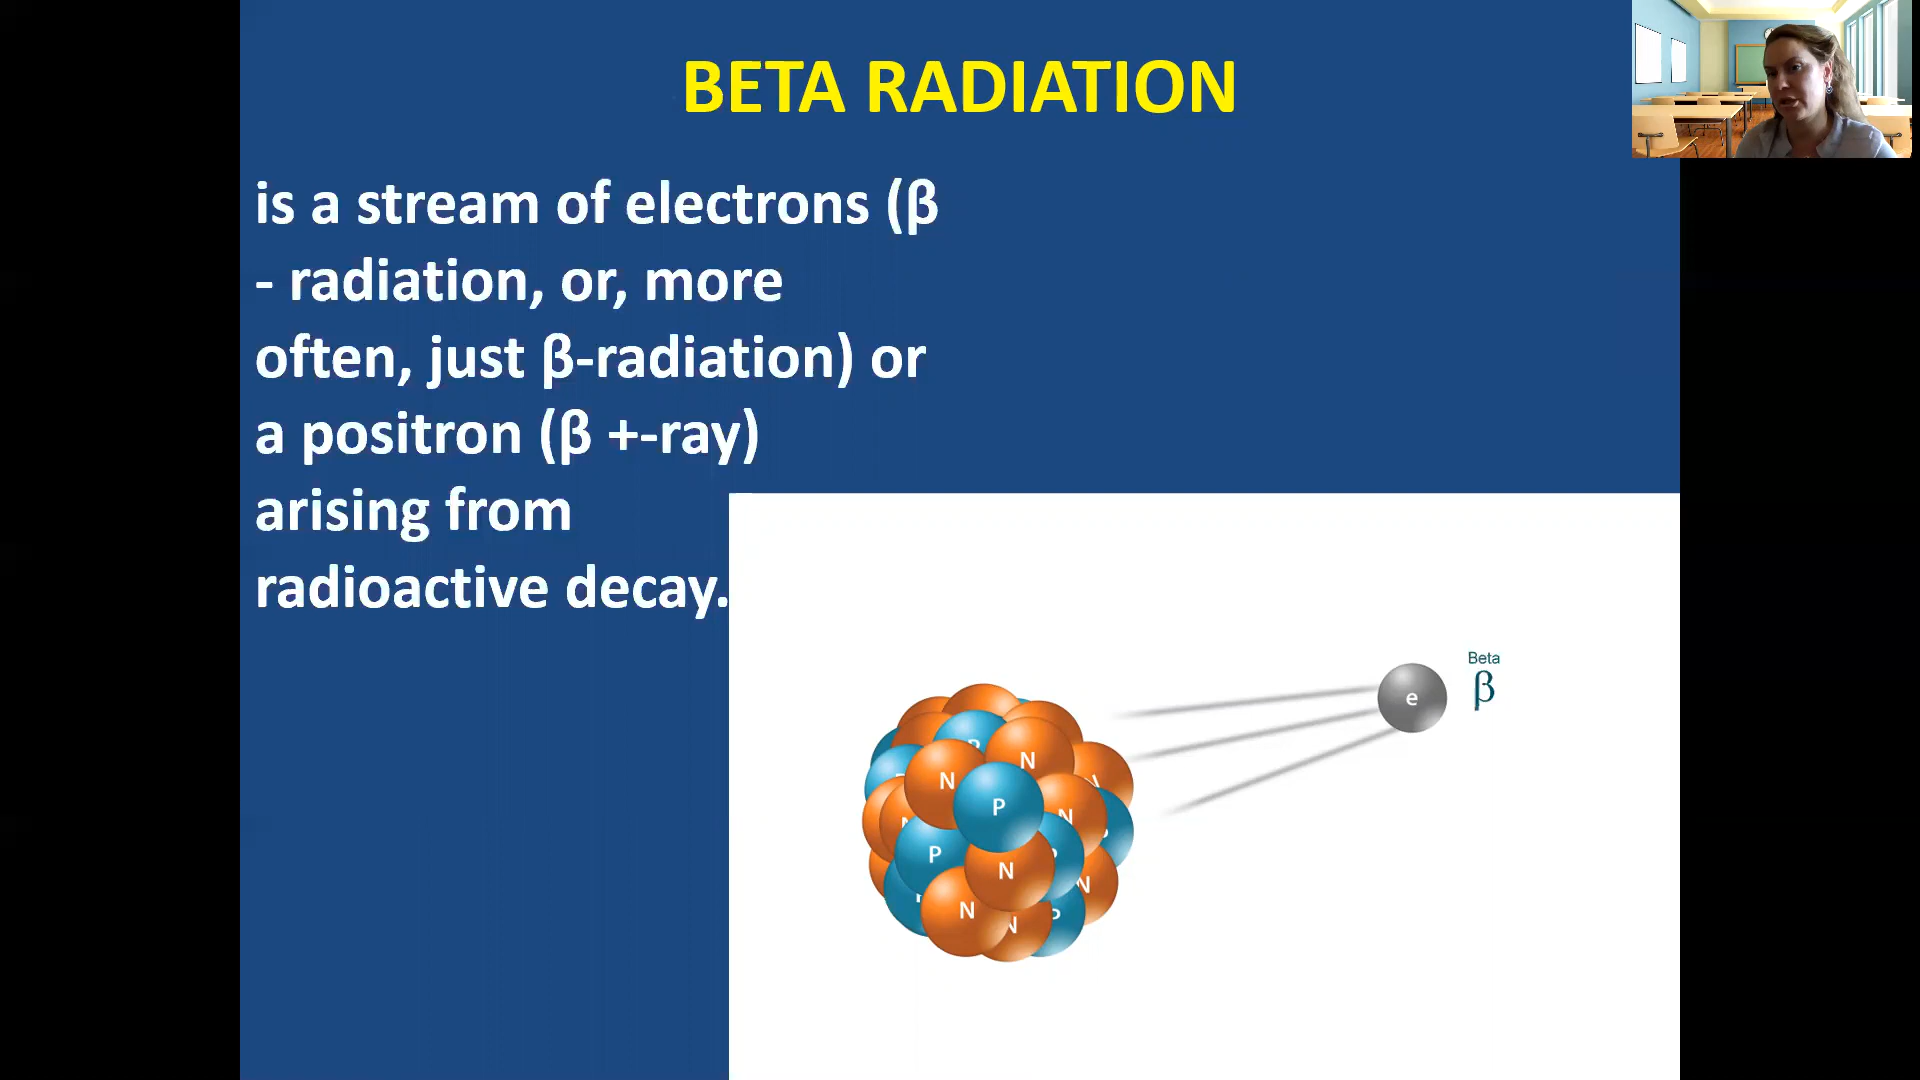 BETA RADIATION
is a stream of electrons (β
- radiation, or, more
often, just β-radiation) or
a positron (β +-ray)
arising from
radioactive decay.
Beta
β
e
P
N
N
P
N
N
P
P
N
N
N
P
N
P